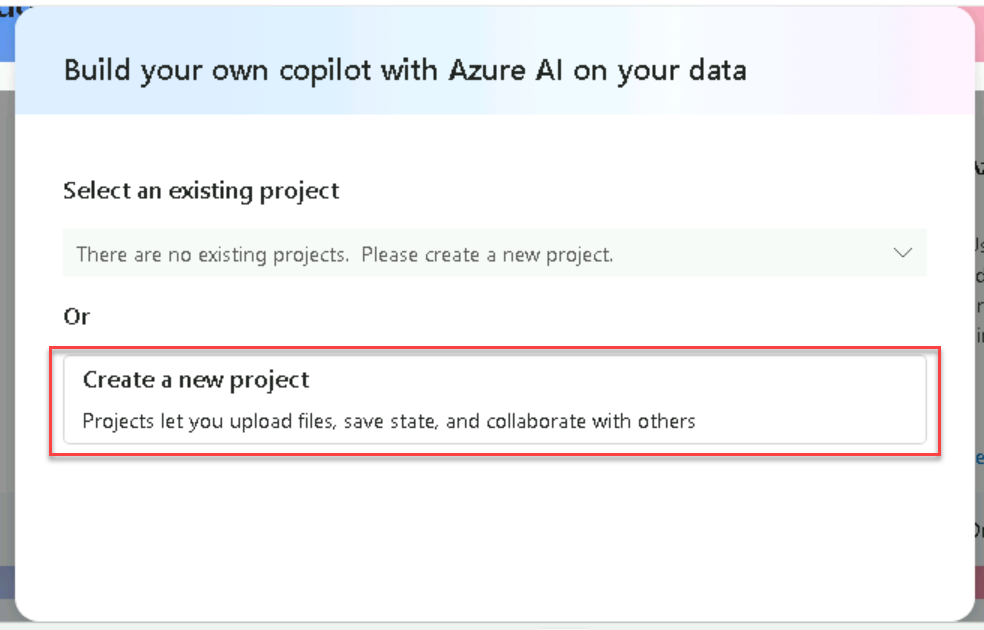 Build your own copilot with Azure AI on your data
Select an existing project
There are no existing projects.  Please create a new project.
Or
Create a new project
Projects let you upload files, save state, and collaborate with others